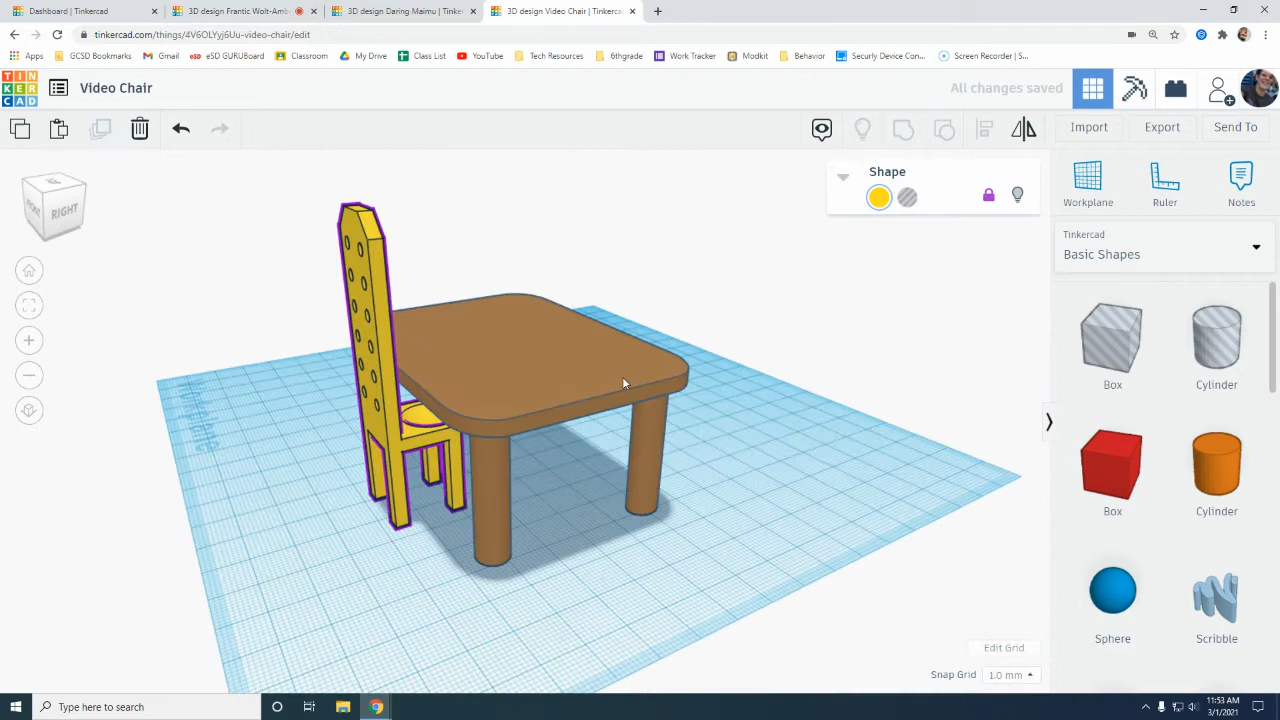 Dashboard | Tinkercad
3D design Frantic Wolt-Amb
3D design Daring Maimu | Tinke
3D design Video Chair | Tinkerc
tinkercad.com/things/4V6OLYyj6Uu-video-chair/edit
Apps
GCSD Bookmarks
Gmail
esD eSD GURUBoard
Classroom
My Drive
Class List
YouTube
Tech Resources
6thgrade
Work Tracker
Modkit
Behavior
Securly Device Con...
Screen Recorder | S...
TIN
KER
CAD
Video Chair
All changes saved
Import
Export
Send To
Shape
Workplane
Ruler
Notes
FRONT
RIGHT
Tinkercad
Basic Shapes
Box
Cylinder
Box
Cylinder
Sphere
Scribble
Edit Grid
Snap Grid
1.0 mm
Type here to search
11:53 AM
3/1/2021